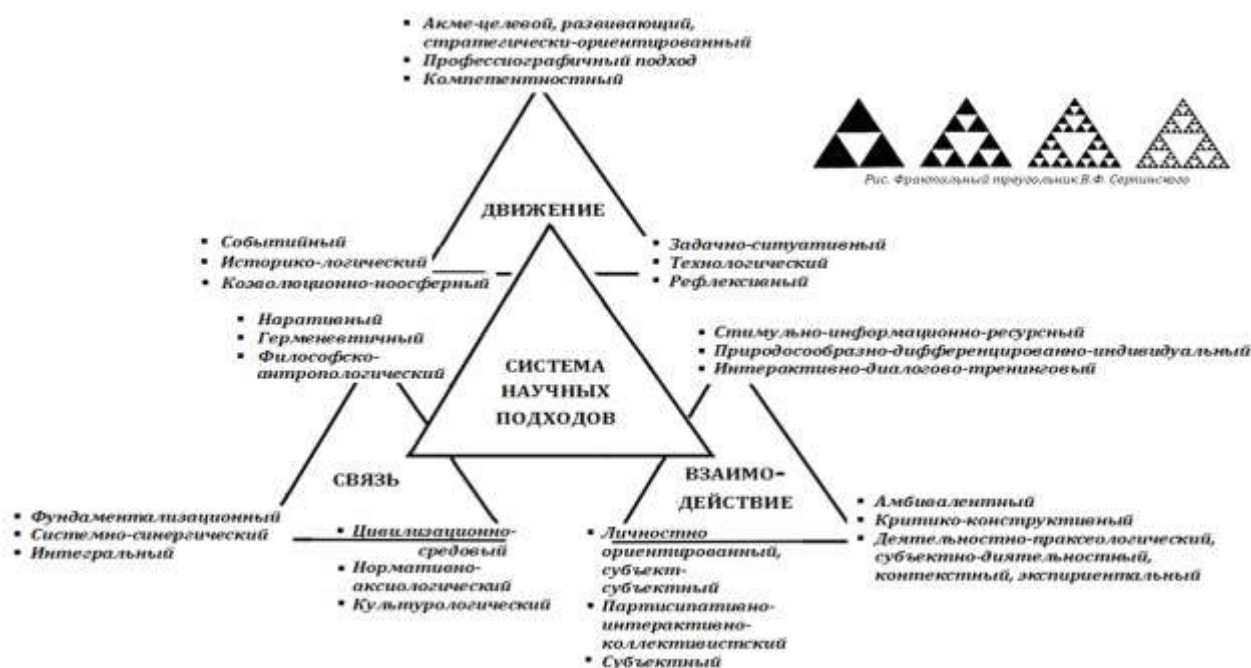 ▪ Акме-целевой, развивающий,
стратегически-ориентированный
▪ Профессиографичный подход
▪ Компетентностный
Рис. Фрактальный треугольник В.Ф. Серпинского
ДВИЖЕНИЕ
▪ Событийный
▪ Историко-логический
▪ Коэволюционно-ноосферный
▪ Задачно-ситуативный
▪ Технологический
▪ Рефлексивный
▪ Наративный
▪ Герменевтичный
▪ Философско-
антропологический
▪ Стимульно-информационно-ресурсный
▪ Природосообразно-дифференцированно-индивидуальный
▪ Интерактивно-диалогово-тренинговый
СИСТЕМА
НАУЧНЫХ
ПОДХОДОВ
СВЯЗЬ
ВЗАИМО-
ДЕЙСТВИЕ
▪ Фундаментализационный
▪ Системно-синергический
▪ Интегральный
▪ Цивилизационно-
средовый
▪ Нормативно-
аксиологический
▪ Культурологический
▪ Личностно
ориентированный,
субъект-
субъектный
▪ Партисипативно-
интерактивно-
коллективистский
▪ Субъектный
▪ Амбивалентный
▪ Критико-конструктивный
▪ Деятельностно-праксеологический,
субъектно-диятельностный,
контекстный, экспириентальный